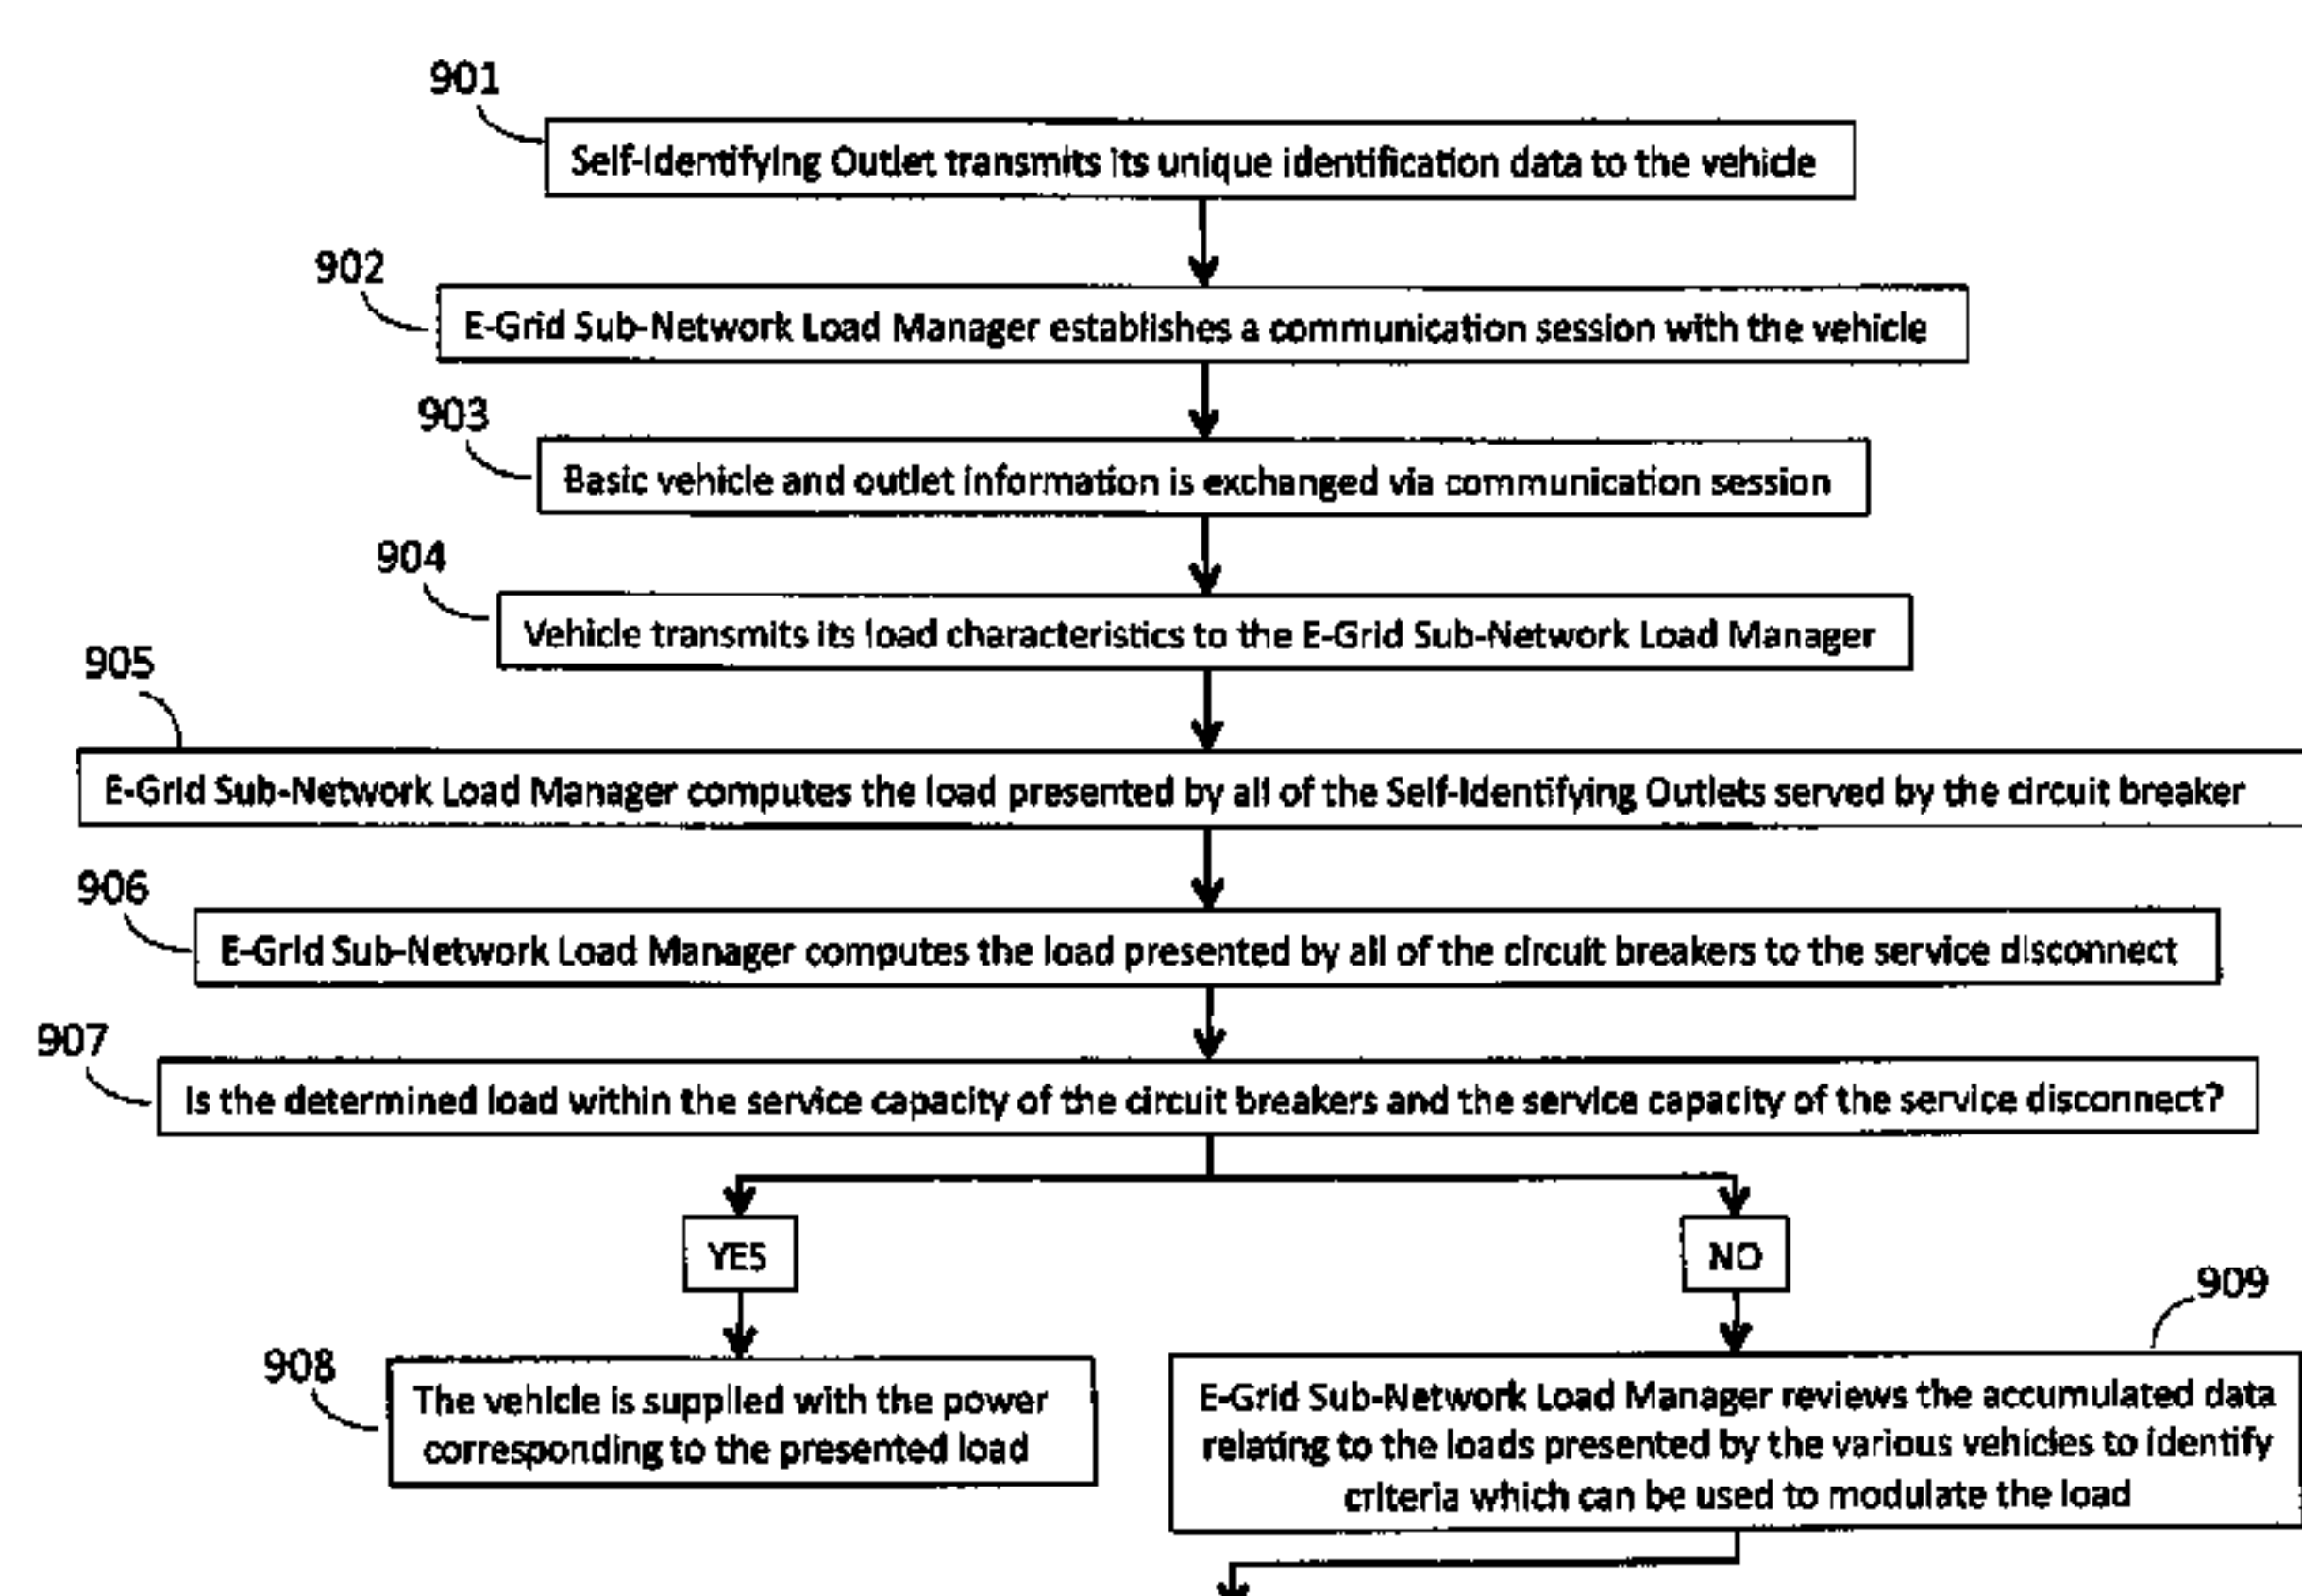 901
Self-Identifying Outlet transmits its unique identification data to the vehicle
902
E-Grid Sub-Network Load Manager establishes a communication session with the vehicle
903
Basic vehicle and outlet information is exchanged via communication session
904
Vehicle transmits its load characteristics to the E-Grid Sub-Network Load Manager
905
E-Grid Sub-Network Load Manager computes the load presented by all of the Self-Identifying Outlets served by the circuit breaker
906
E-Grid Sub-Network Load Manager computes the load presented by all of the circuit breakers to the service disconnect
907
Is the determined load within the service capacity of the circuit breakers and the service capacity of the service disconnect?
YES
NO
908
The vehicle is supplied with the power
corresponding to the presented load
909
E-Grid Sub-Network Load Manager reviews the accumulated data
relating to the loads presented by the various vehicles to identify
criteria which can be used to modulate the load